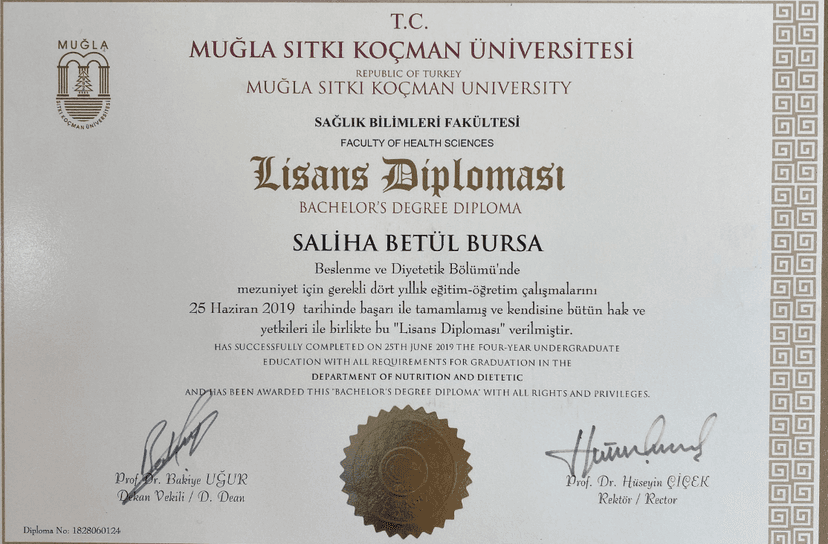 MUĞLA
SITKI KOÇMAN ÜNİVERSİTESİ
T.C.
MUĞLA SITKI KOÇMAN ÜNİVERSİTESİ
REPUBLIC OF TURKEY
MUĞLA SITKI KOÇMAN UNIVERSITY
SAĞLIK BİLİMLERİ FAKÜLTESİ
FACULTY OF HEALTH SCIENCES
Lisans Diploması
BACHELOR'S DEGREE DIPLOMA
SALİHA BETÜL BURSA
Beslenme ve Diyetetik Bölümü'nde
mezuniyet için gerekli dört yıllık eğitim-öğretim çalışmalarını
25 Haziran 2019 tarihinde başarı ile tamamlamış ve kendisine bütün hak ve
yetkileri ile birlikte bu "Lisans Diploması" verilmiştir.
HAS SUCCESSFULLY COMPLETED ON 25TH JUNE 2019 THE FOUR-YEAR UNDERGRADUATE
EDUCATION WITH ALL REQUIREMENTS FOR GRADUATION IN THE
DEPARTMENT OF NUTRITION AND DIETETIC
AND HAS BEEN AWARDED THIS "BACHELOR'S DEGREE DIPLOMA" WITH ALL RIGHTS AND PRIVILEGES.
Prof. Dr. Bakiye UĞUR
Dekan Vekili / D. Dean
Prof. Dr. Hüseyin ÇİÇEK
Rektör / Rector
Diploma No: 1828060124